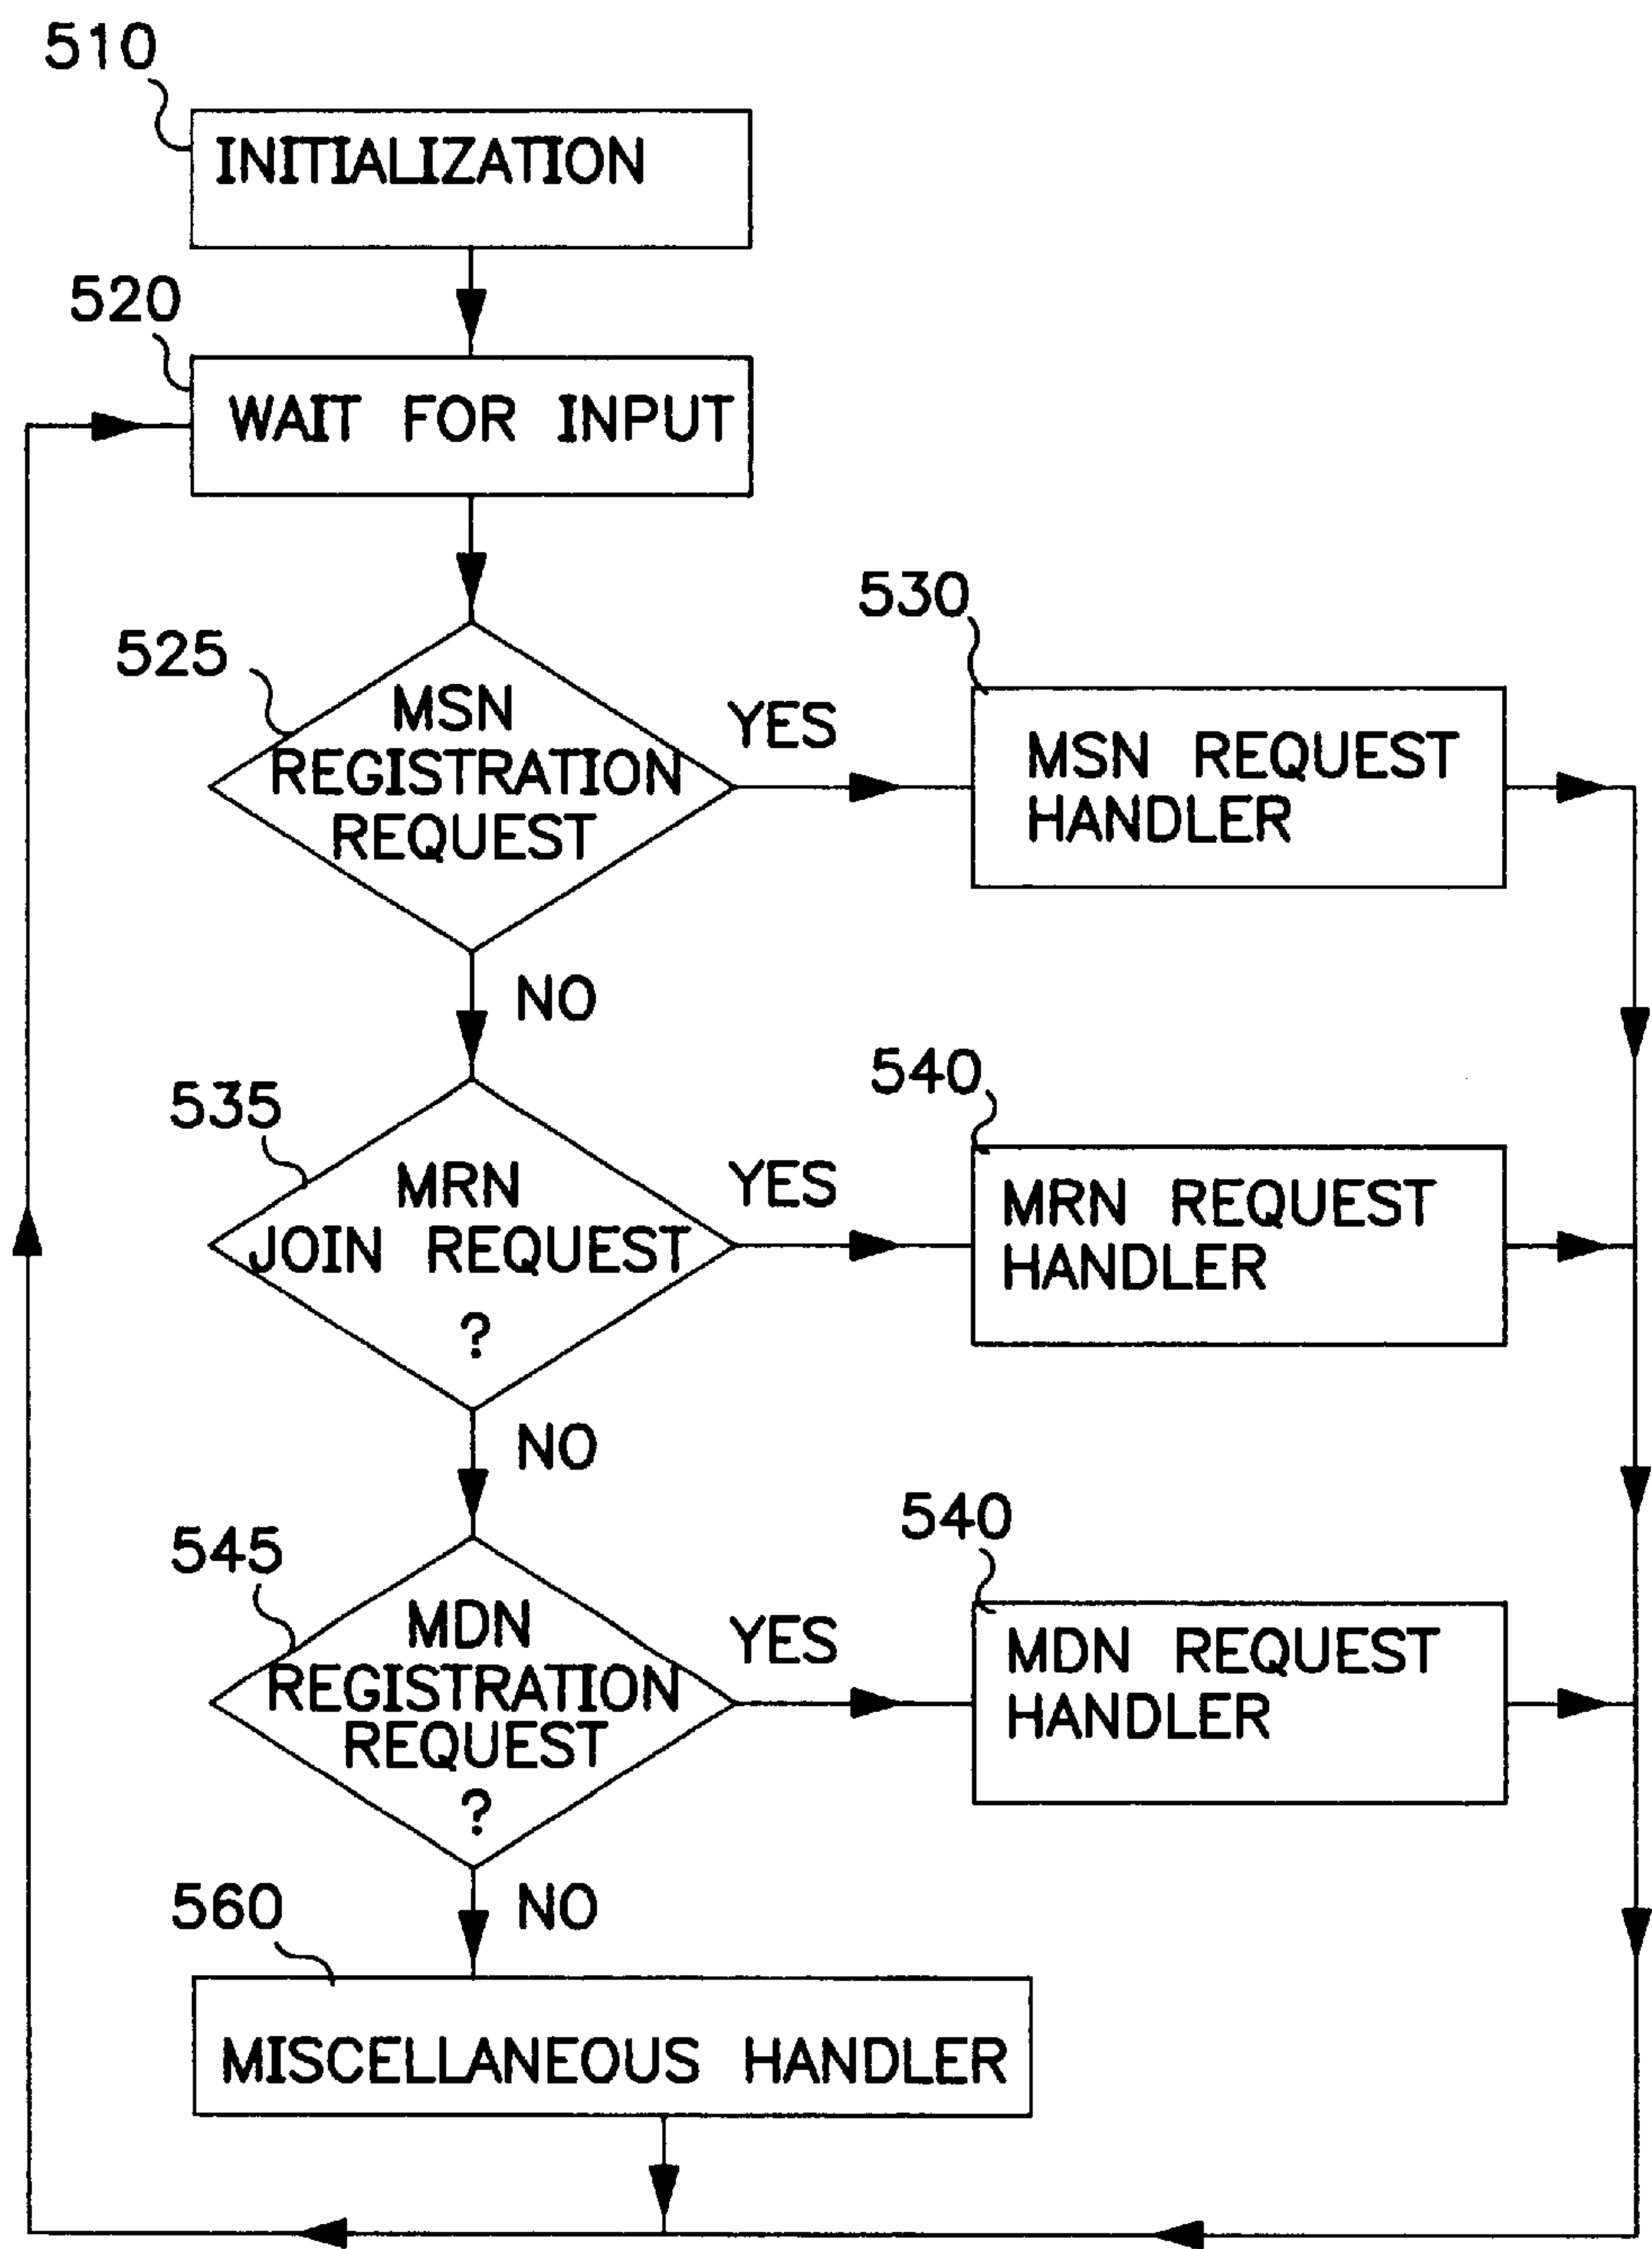 510
INITIALIZATION
520
WAIT FOR INPUT
525
MSN
REGISTRATION
REQUEST
YES
530
MSN REQUEST
HANDLER
NO
535
MRN
JOIN REQUEST
?
YES
540
MRN REQUEST
HANDLER
NO
545
MDN
REGISTRATION
REQUEST
?
YES
540
MDN REQUEST
HANDLER
NO
560
MISCELLANEOUS HANDLER